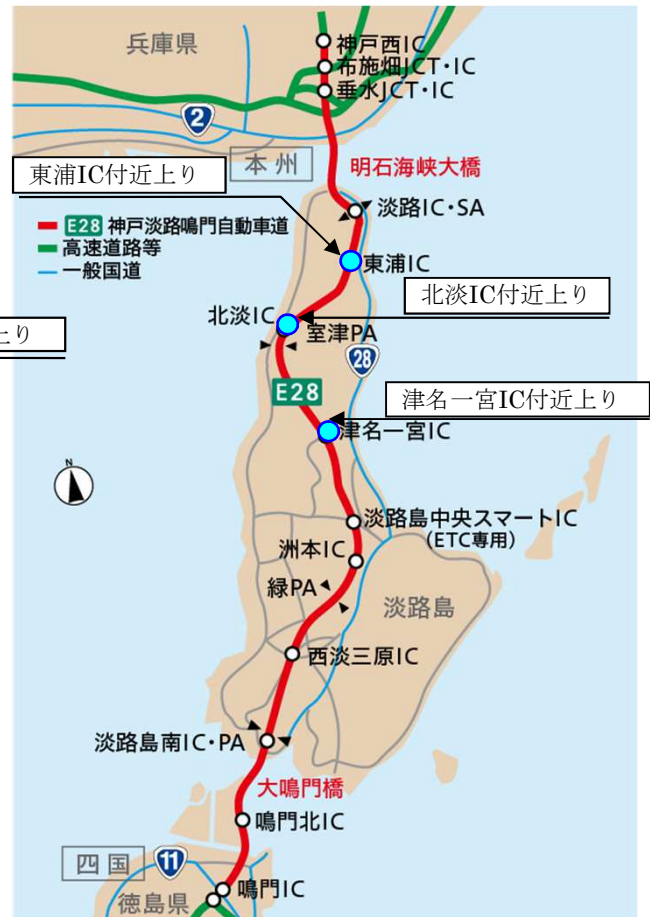 兵庫県
神戸西IC
布施畑JCT・IC
垂水JCT・IC
2
本州
明石海峡大橋
東浦IC付近上り
淡路IC・SA
E28 神戸淡路鳴門自動車道
高速道路等
一般国道
東浦IC
北淡IC付近上り
北淡IC
室津PA
上り
28
E28
津名一宮IC付近上り
津名一宮IC
N
淡路島中央スマートIC
(ETC専用)
洲本IC
緑PA
淡路島
西淡三原IC
淡路島南IC・PA
大鳴門橋
鳴門北IC
四国
11
鳴門IC
徳島県